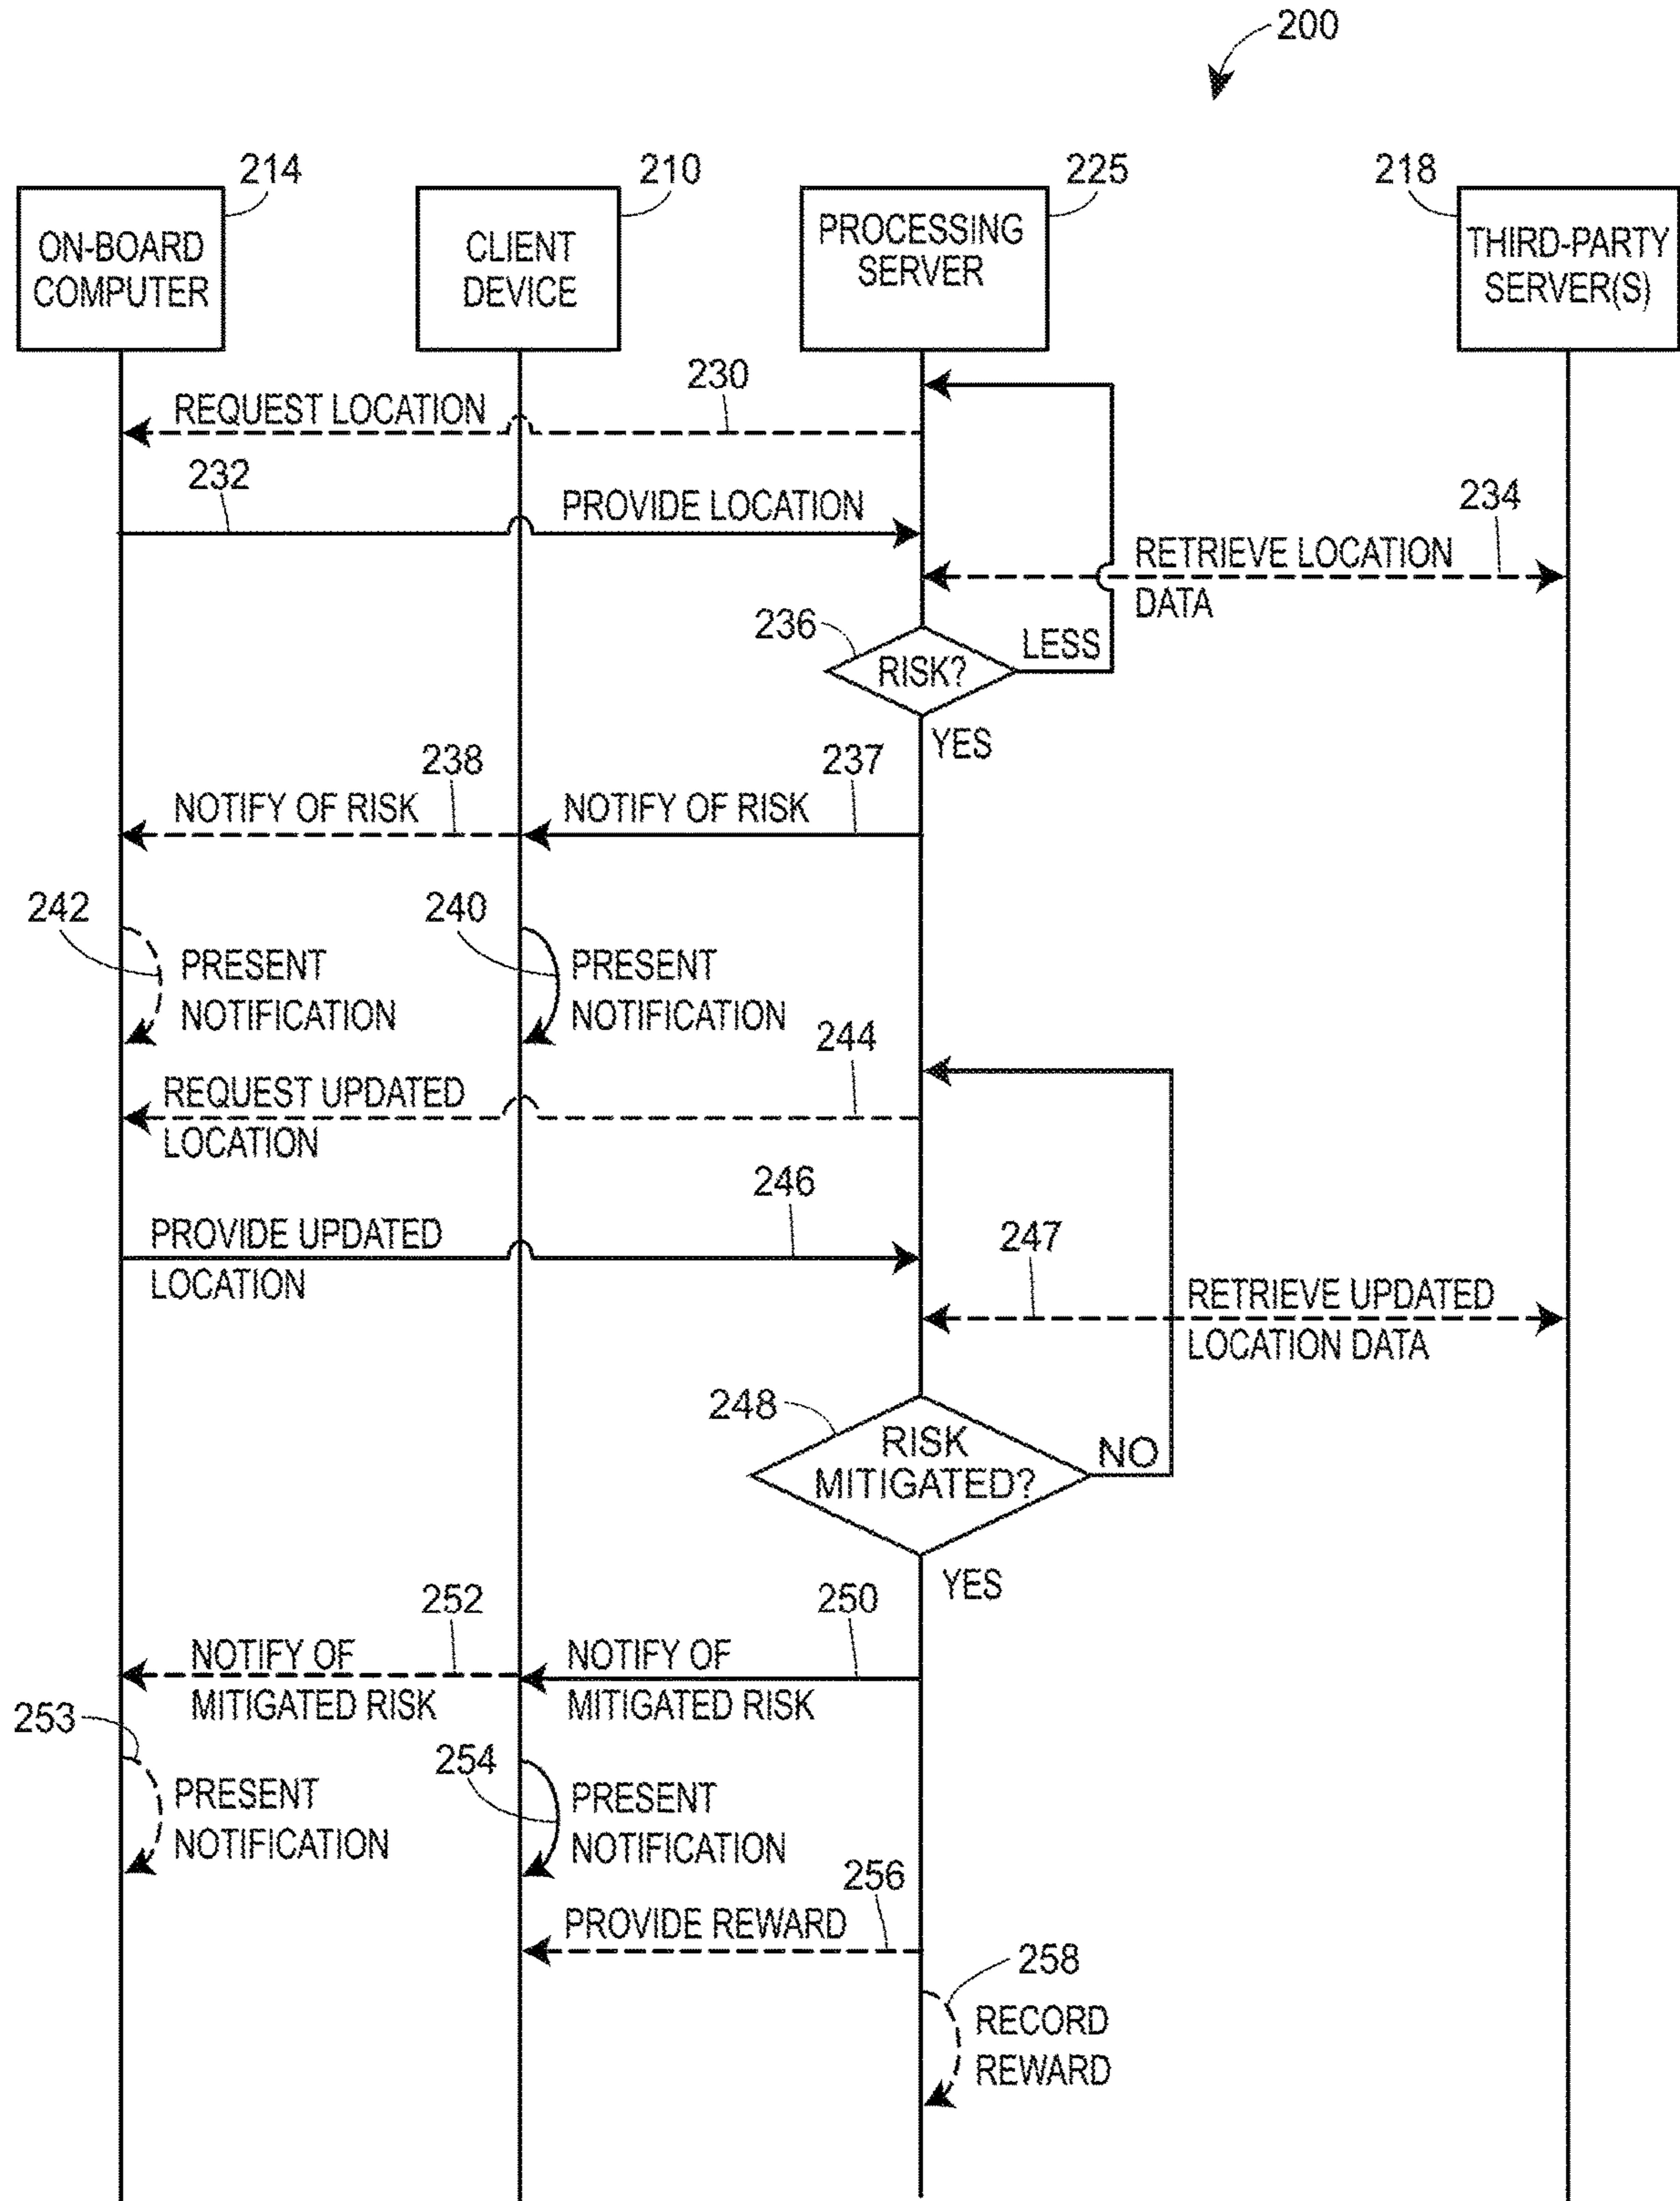 200
214
210
225
218
ON-BOARD
COMPUTER
CLIENT
DEVICE
PROCESSING
SERVER
THIRD-PARTY
SERVER(S)
230
REQUEST LOCATION
232
PROVIDE LOCATION
234
RETRIEVE LOCATION
DATA
236
RISK?
LESS
YES
238
237
NOTIFY OF RISK
NOTIFY OF RISK
242
240
PRESENT
NOTIFICATION
PRESENT
NOTIFICATION
244
REQUEST UPDATED
LOCATION
246
PROVIDE UPDATED
LOCATION
247
RETRIEVE UPDATED
LOCATION DATA
248
RISK
MITIGATED?
NO
YES
252
250
NOTIFY OF
MITIGATED RISK
NOTIFY OF
MITIGATED RISK
253
254
PRESENT
NOTIFICATION
PRESENT
NOTIFICATION
256
PROVIDE REWARD
258
RECORD
REWARD